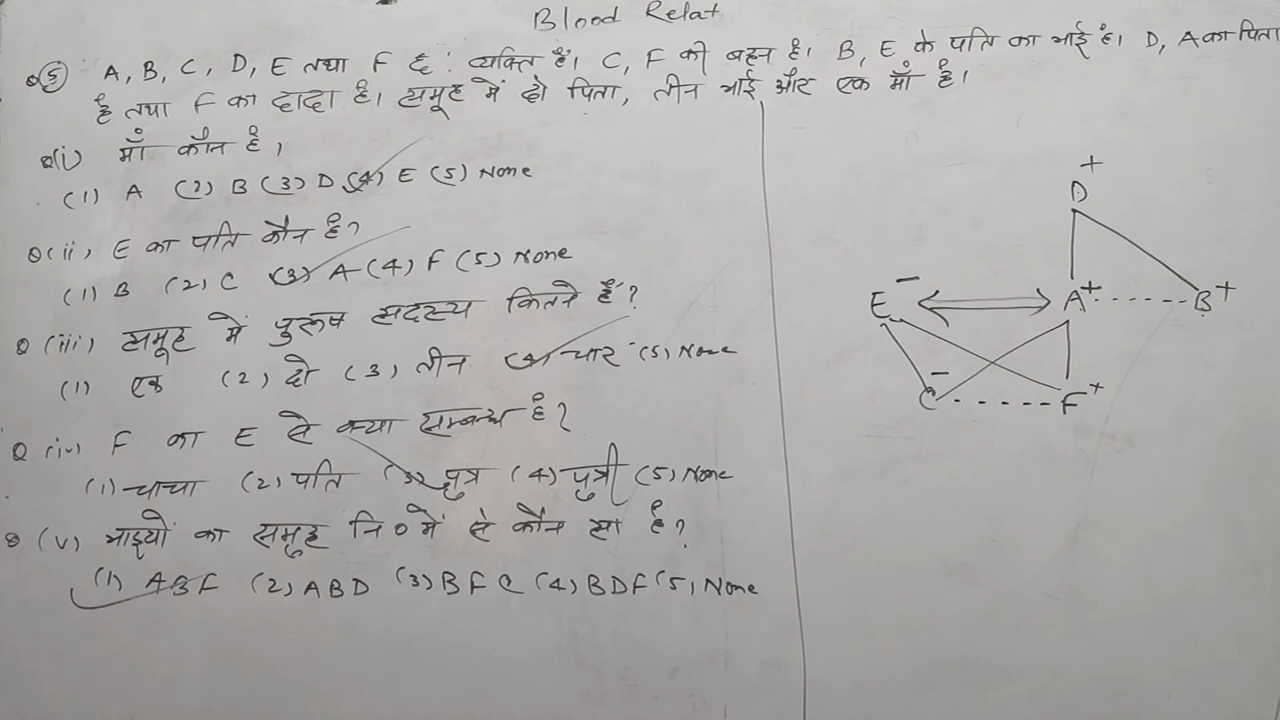 Blood Relat
Q(5) A, B, C, D, E तथा F छः व्यक्ति हैं। C, F की बहन है। B, E के पति का भाई है। D, A का पिता
है तथा F का दादा है। समूह में दो पिता, तीन भाई और एक माँ है।
Q(i) माँ कौन है,
(1) A (2) B (3) D (4) E (5) None
Q(ii) E का पति कौन है?
(1) B (2) C (3) A (4) F (5) None
Q(iii) समूह में पुरुष सदस्य कितने हैं?
(1) एक (2) दो (3) तीन (4) चार (5) None
Q(iv) F का E से क्या सम्बन्ध है?
(1) चाचा (2) पति (3) पुत्र (4) पुत्री (5) None
Q(v) भाइयों का समूह नि० में से कौन सा है?
(1) ABF (2) ABD (3) BFC (4) BDF (5) None
D+
E- A+ B+
C- F+